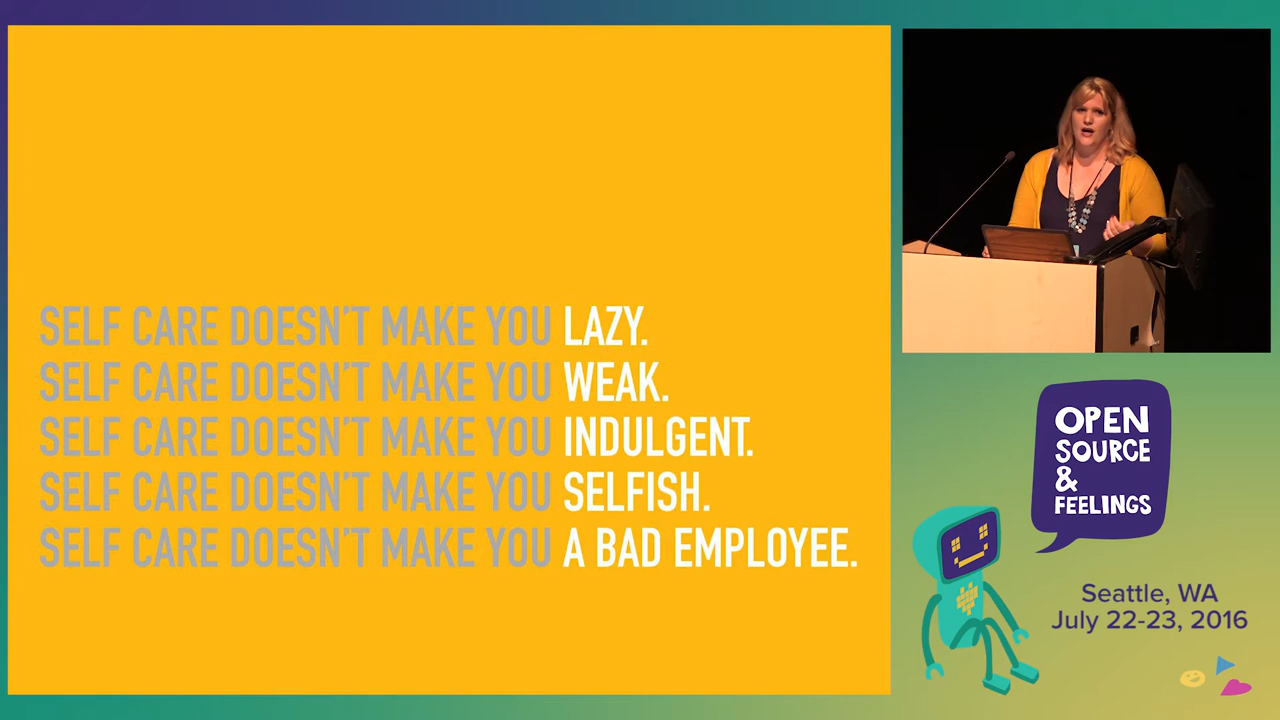 SELF CARE DOESN'T MAKE YOU LAZY.
SELF CARE DOESN'T MAKE YOU WEAK.
SELF CARE DOESN'T MAKE YOU INDULGENT.
SELF CARE DOESN'T MAKE YOU SELFISH.
SELF CARE DOESN'T MAKE YOU A BAD EMPLOYEE.
OPEN
SOURCE
&
FEELINGS
Seattle, WA
July 22-23, 2016